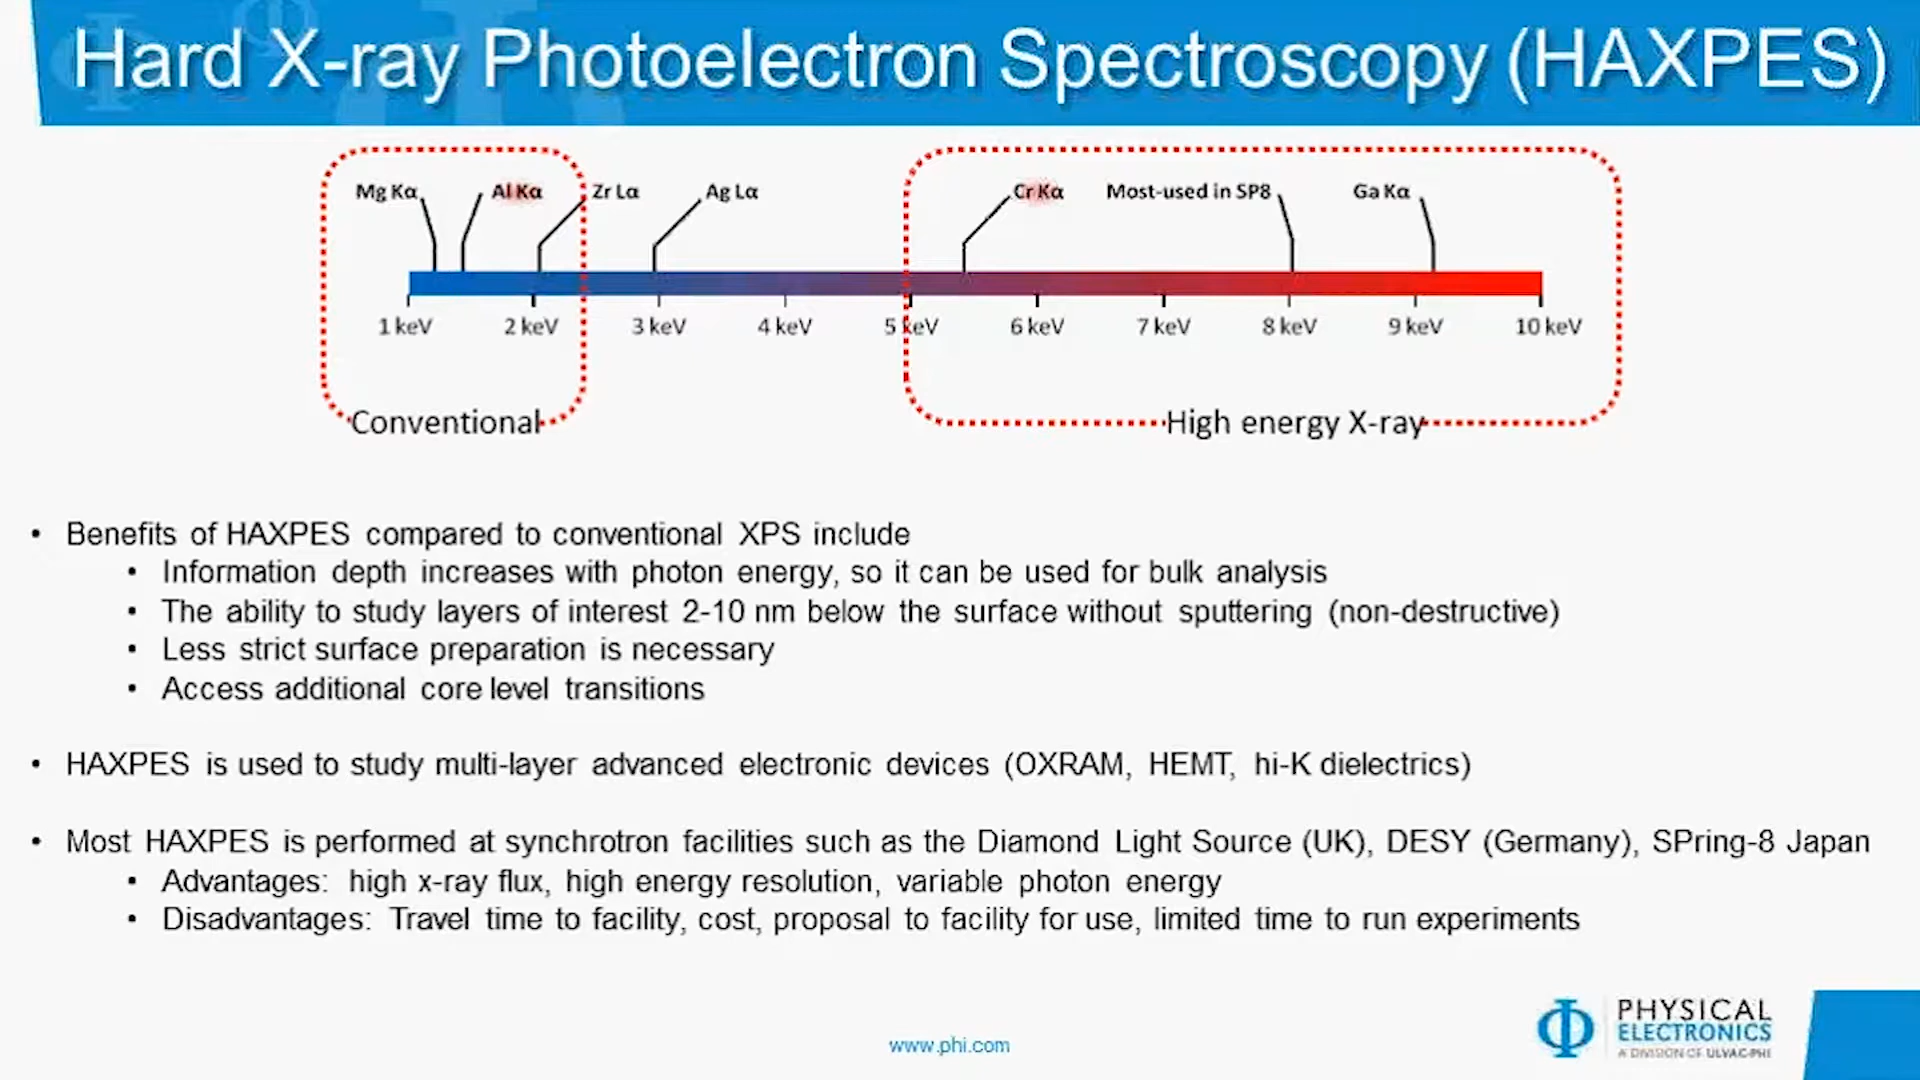 Hard X-ray Photoelectron Spectroscopy (HAXPES)
Mg Kα Al Kα Zr Lα Ag Lα Cr Kα Most-used in SP8 Ga Kα
1 keV 2 keV 3 keV 4 keV 5 keV 6 keV 7 keV 8 keV 9 keV 10 keV
Conventional High energy X-ray
• Benefits of HAXPES compared to conventional XPS include
• Information depth increases with photon energy, so it can be used for bulk analysis
• The ability to study layers of interest 2-10 nm below the surface without sputtering (non-destructive)
• Less strict surface preparation is necessary
• Access additional core level transitions
• HAXPES is used to study multi-layer advanced electronic devices (OXRAM, HEMT, hi-K dielectrics)
• Most HAXPES is performed at synchrotron facilities such as the Diamond Light Source (UK), DESY (Germany), SPring-8 Japan
• Advantages: high x-ray flux, high energy resolution, variable photon energy
• Disadvantages: Travel time to facility, cost, proposal to facility for use, limited time to run experiments
www.phi.com
PHYSICAL
ELECTRONICS
A DIVISION OF ULVAC-PHI